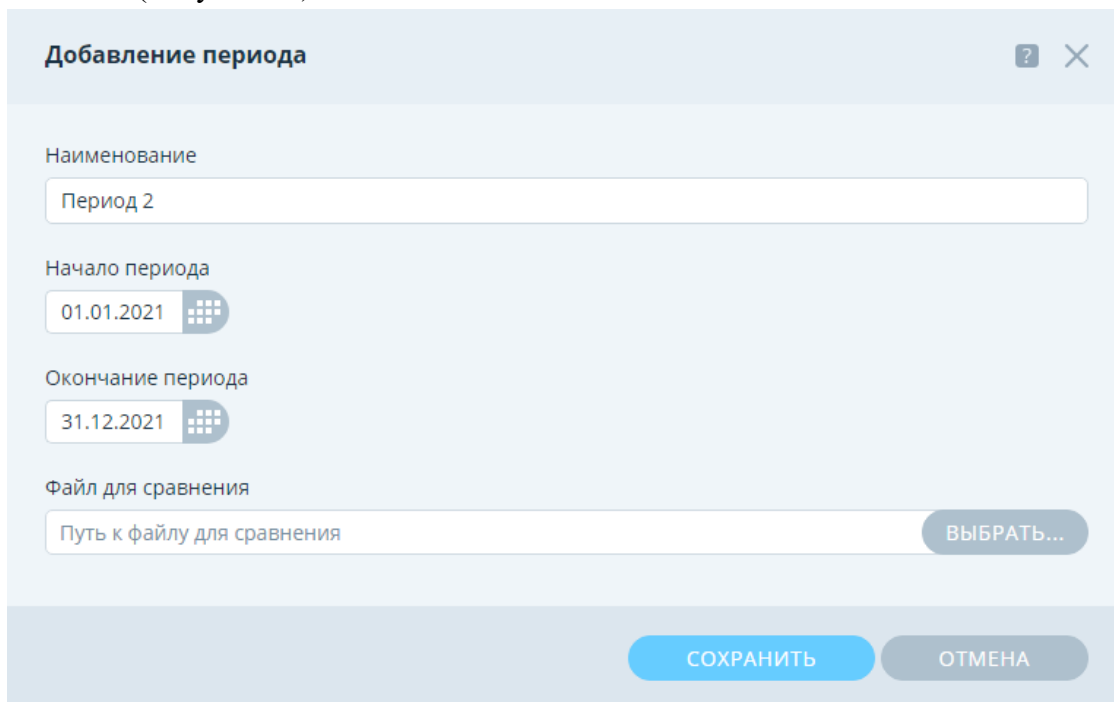 Добавление периода
?
Наименование
Период 2
Начало периода
01.01.2021
Окончание периода
31.12.2021
Файл для сравнения
Путь к файлу для сравнения
ВЫБРАТЬ...
СОХРАНИТЬ
ОТМЕНА